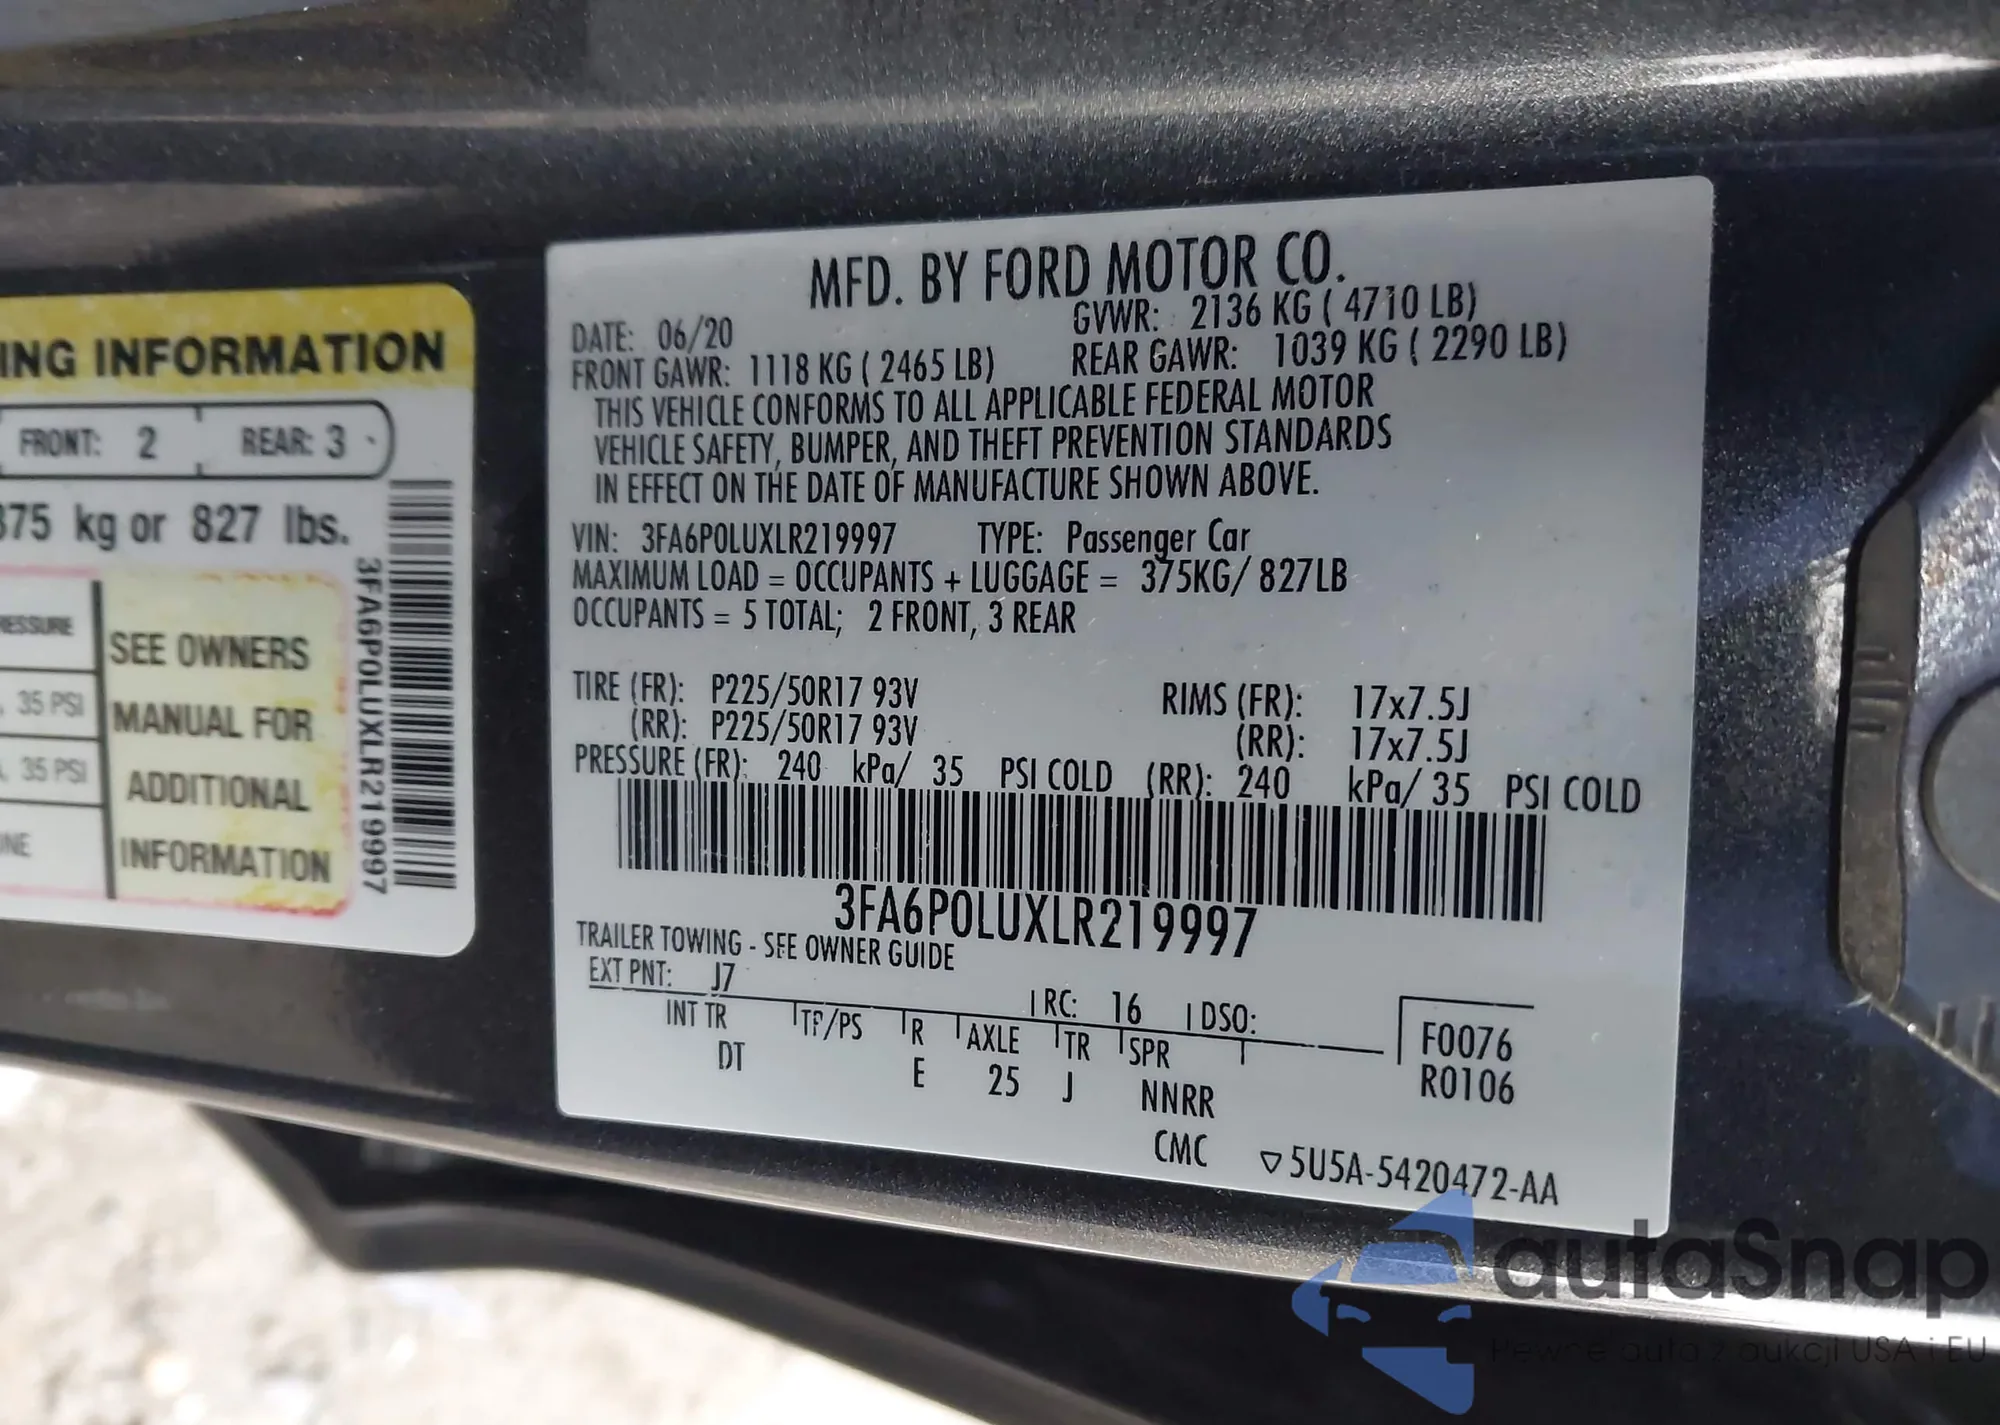 ING INFORMATION
FRONT: 2 REAR: 3
375 kg or 827 lbs.
35 PSI
35 PSI
SEE OWNERS
MANUAL FOR
ADDITIONAL
INFORMATION
3FA6P0LUXLR219997
MFD. BY FORD MOTOR CO.
DATE: 06/20 GVWR: 2136 KG ( 4710 LB)
FRONT GAWR: 1118 KG ( 2465 LB) REAR GAWR: 1039 KG ( 2290 LB)
THIS VEHICLE CONFORMS TO ALL APPLICABLE FEDERAL MOTOR
VEHICLE SAFETY, BUMPER, AND THEFT PREVENTION STANDARDS
IN EFFECT ON THE DATE OF MANUFACTURE SHOWN ABOVE.
VIN: 3FA6P0LUXLR219997 TYPE: Passenger Car
MAXIMUM LOAD = OCCUPANTS + LUGGAGE = 375KG/ 827LB
OCCUPANTS = 5 TOTAL; 2 FRONT, 3 REAR
TIRE (FR): P225/50R17 93V RIMS (FR): 17x7.5J
(RR): P225/50R17 93V (RR): 17x7.5J
PRESSURE (FR): 240 kPa/ 35 PSI COLD (RR): 240 kPa/ 35 PSI COLD
3FA6P0LUXLR219997
TRAILER TOWING - SEE OWNER GUIDE
EXT PNT: J7 RC: 16 DSO:
INT TR TP/PS R AXLE TR SPR
DT E 25 J NNRR
CMC
F0076
R0106
▽5U5A-5420472-AA
autaSnap
Pewne auta z aukcji USA i EU